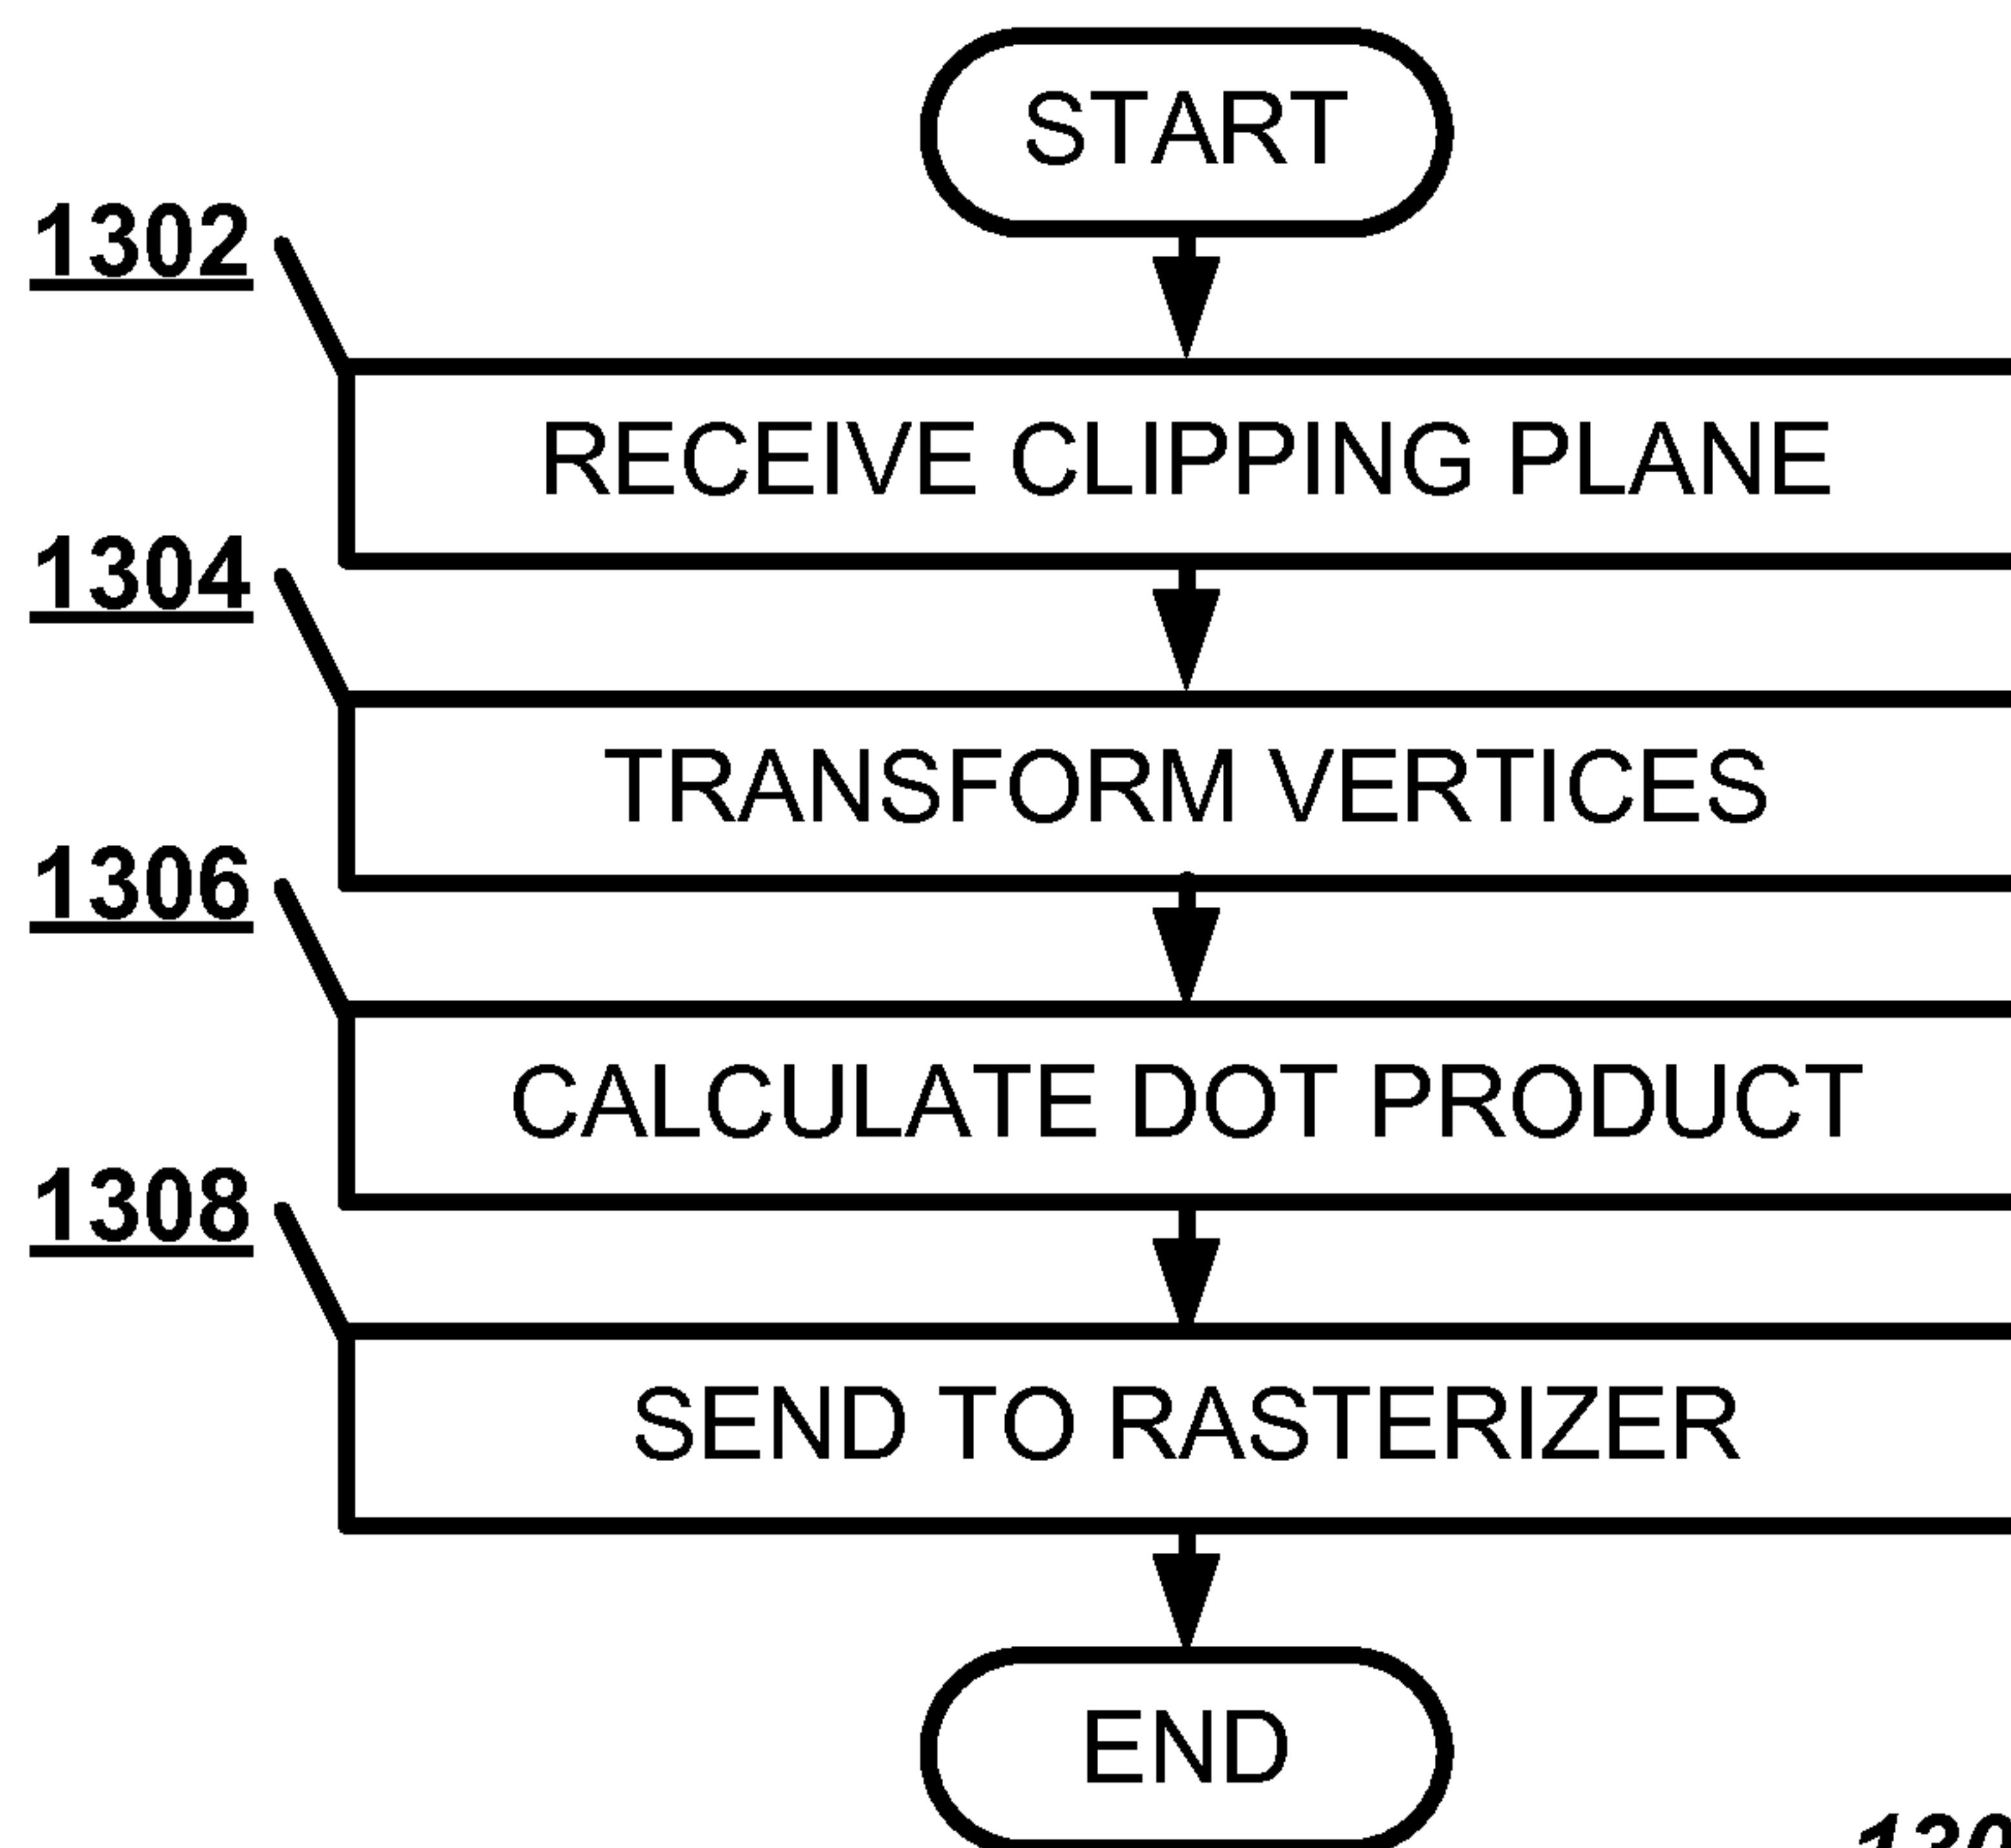 START
1302
RECEIVE CLIPPING PLANE
1304
TRANSFORM VERTICES
1306
CALCULATE DOT PRODUCT
1308
SEND TO RASTERIZER
END